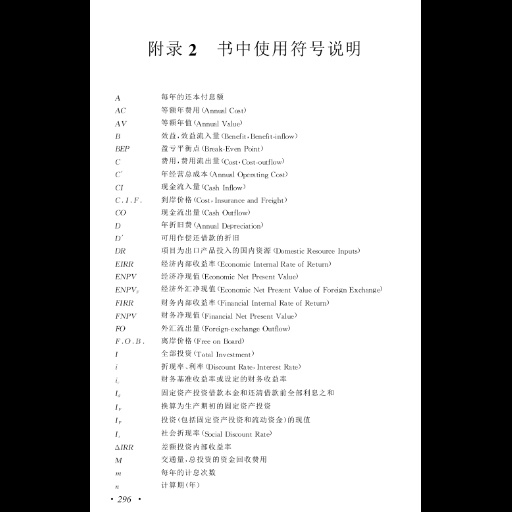 附录 2 书中使用符号说明
A 每年的还本付息额
AC 等额年费用(Annual Cost)
AV 等额年值(Annual Value)
B 效益,效益流入量(Benefit,Benefit-inflow)
BEP 盈亏平衡点(Break-Even Point)
C 费用,费用流出量(Cost,Cost-outflow)
C' 年经营总成本(Annual Operating Cost)
CI 现金流入量(Cash Inflow)
C.I.F. 到岸价格(Cost, Insurance and Freight)
CO 现金流出量(Cash Outflow)
D 年折旧费(Annual Depreciation)
D' 可用作偿还借款的折旧
DR 项目为出口产品投入的国内资源(Domestic Resource Inputs)
EIRR 经济内部收益率(Economic Internal Rate of Return)
ENPV 经济净现值(Economic Net Present Value)
ENPV 经济外汇净现值(Economic Net Present Value of Foreign Exchange)
FIRR 财务内部收益率(Financial Internal Rate of Return)
FNPV 财务净现值(Financial Net Present Value)
FO 外汇流出量(Foreign-exchange Outflow)
F.O.B. 离岸价格(Free on Board)
I 全部投资(Total Investment)
i 折现率、利率(Discount Rate, Interest Rate)
i 财务基准收益率或设定的财务收益率
I 固定资产投资借款本金和还清借款前全部利息之和
I 换算为生产期初的固定资产投资
I 投资(包括固定资产投资和流动资金)的现值
I 社会折现率(Social Discount Rate)
ΔIRR 差额投资内部收益率
M 交通量,总投资的资金回收费用
m 每年的计息次数
n 计算期(年)
· 296 ·